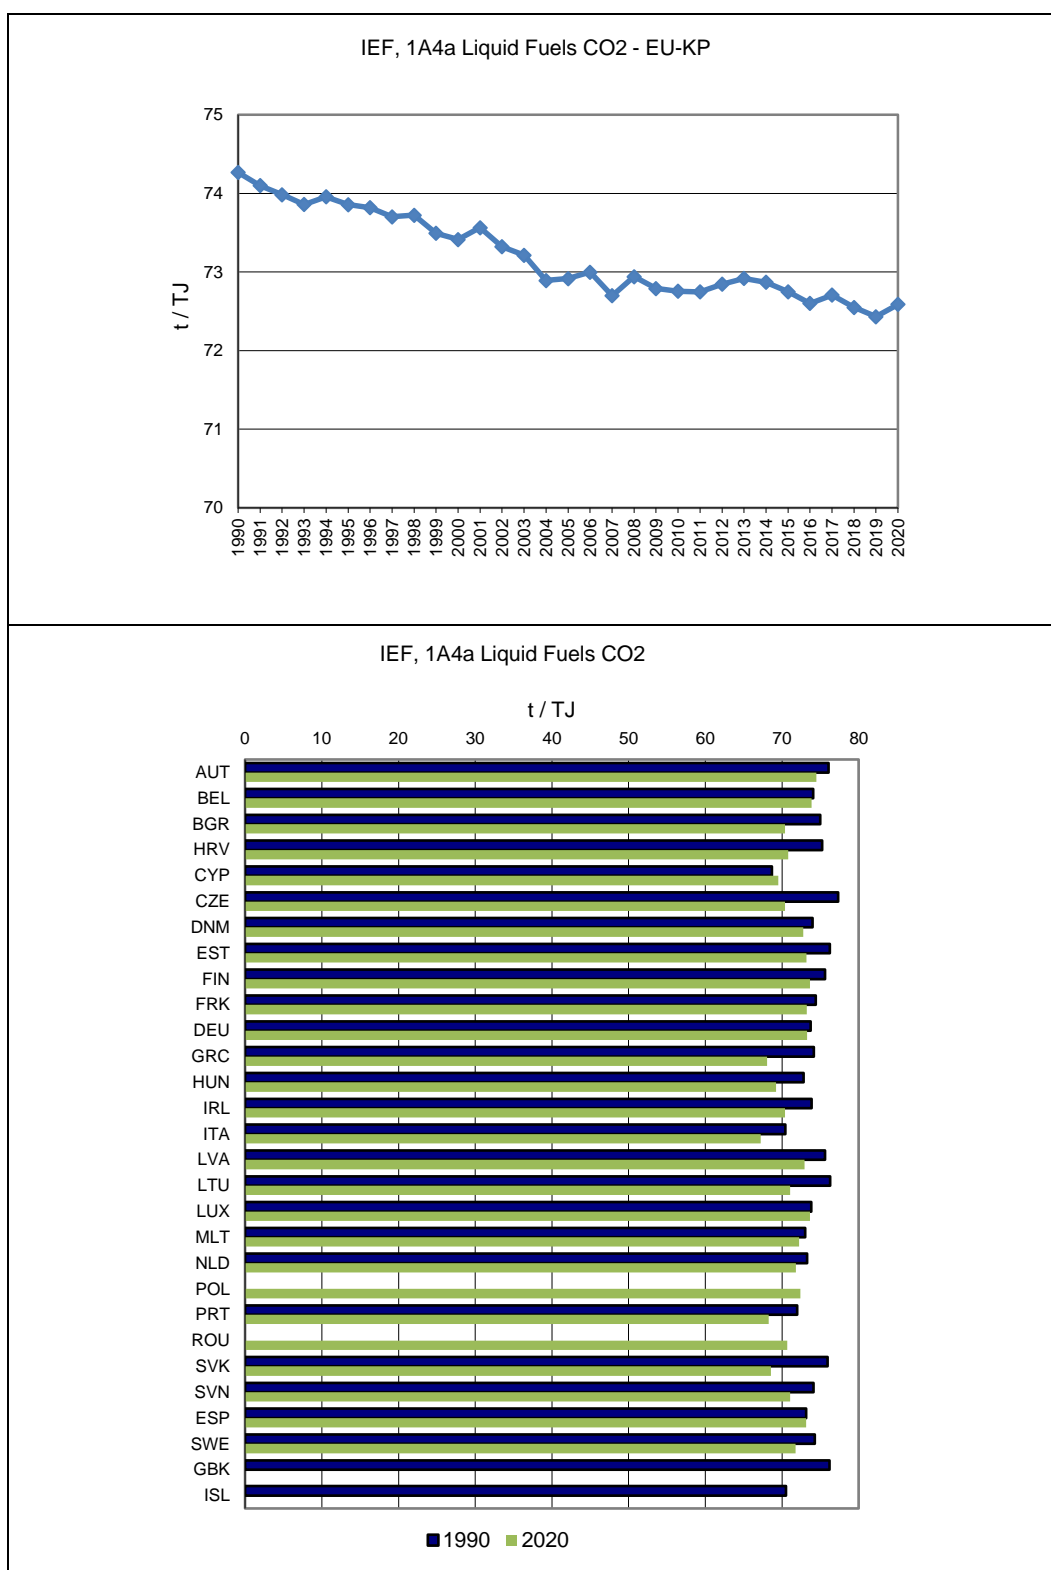 IEF, 1A4a Liquid Fuels CO2 - EU-KP
75
74
73
72
71
70
t / TJ
1990 1991 1992 1993 1994 1995 1996 1997 1998 1999 2000 2001 2002 2003 2004 2005 2006 2007 2008 2009 2010 2011 2012 2013 2014 2015 2016 2017 2018 2019 2020
IEF, 1A4a Liquid Fuels CO2
t / TJ
0 10 20 30 40 50 60 70 80
AUT
BEL
BGR
HRV
CYP
CZE
DNM
EST
FIN
FRK
DEU
GRC
HUN
IRL
ITA
LVA
LTU
LUX
MLT
NLD
POL
PRT
ROU
SVK
SVN
ESP
SWE
GBK
ISL
1990 2020